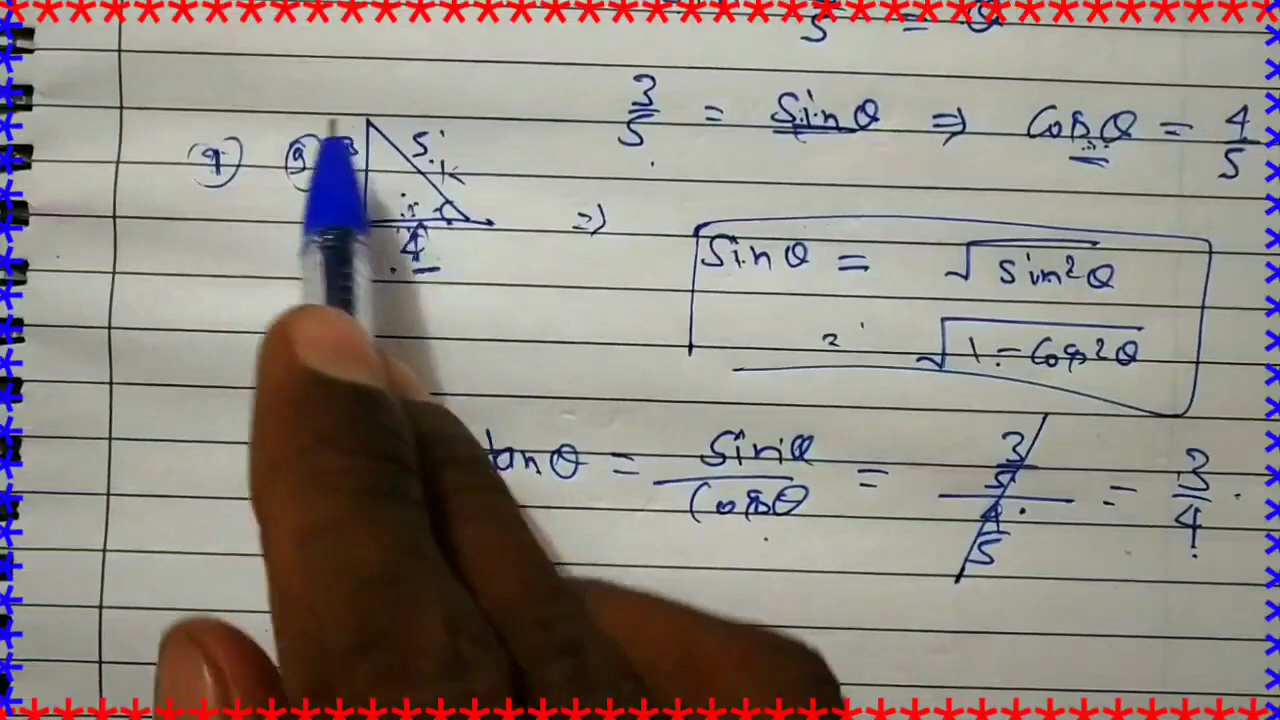 3/5 = Sinθ ⇒ Cosθ = 4/5
5
4
⇒
Sinθ = √Sin²θ
= √1-Cos²θ
tanθ = Sinθ/Cosθ = (3/5)/(4/5) = 3/4